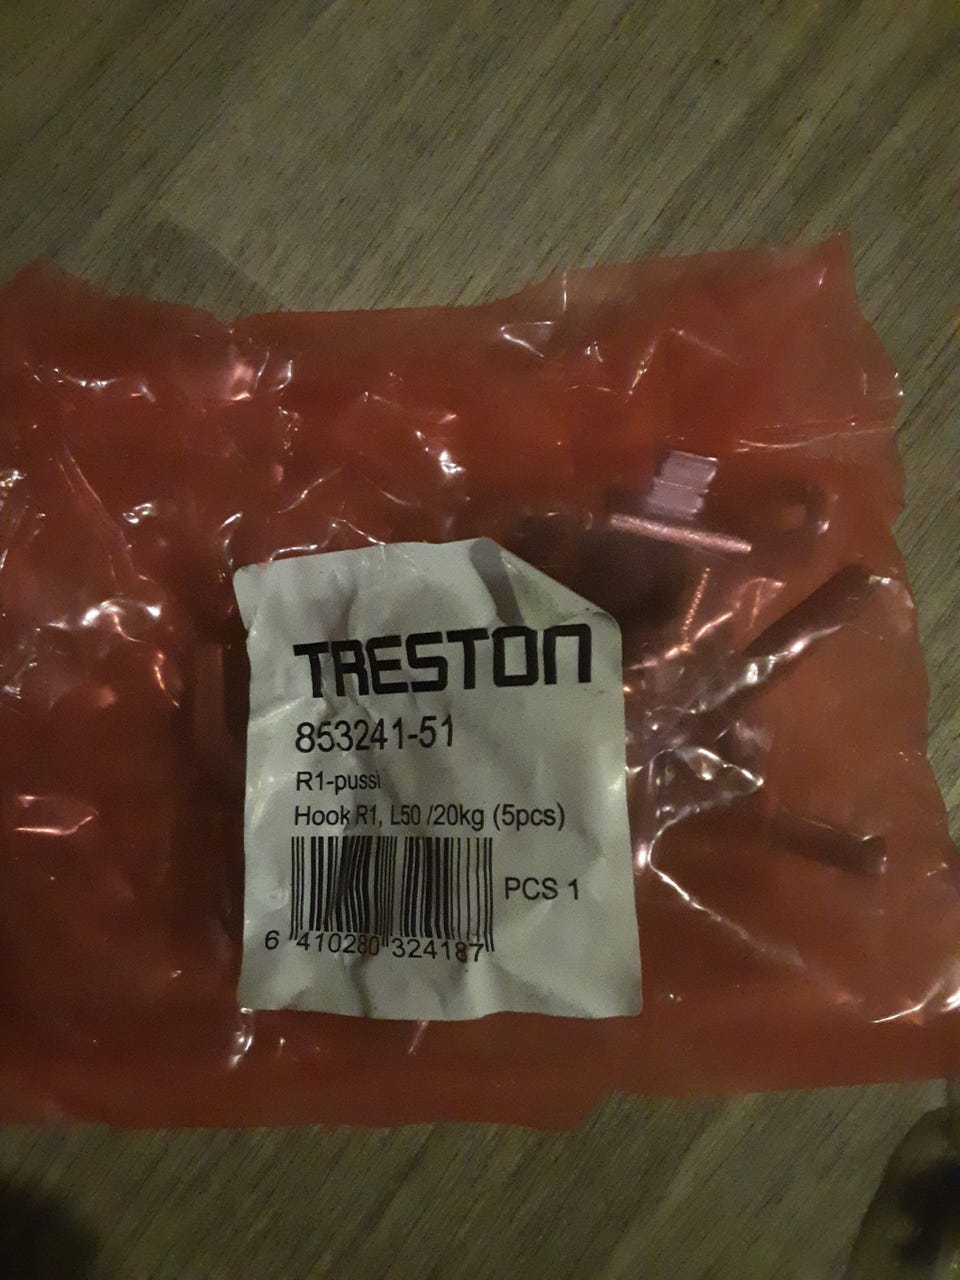 TRESTON
853241-51
R1-pussi
Hook R1, L50 /20kg (5pcs)
PCS 1
6 410280 324187